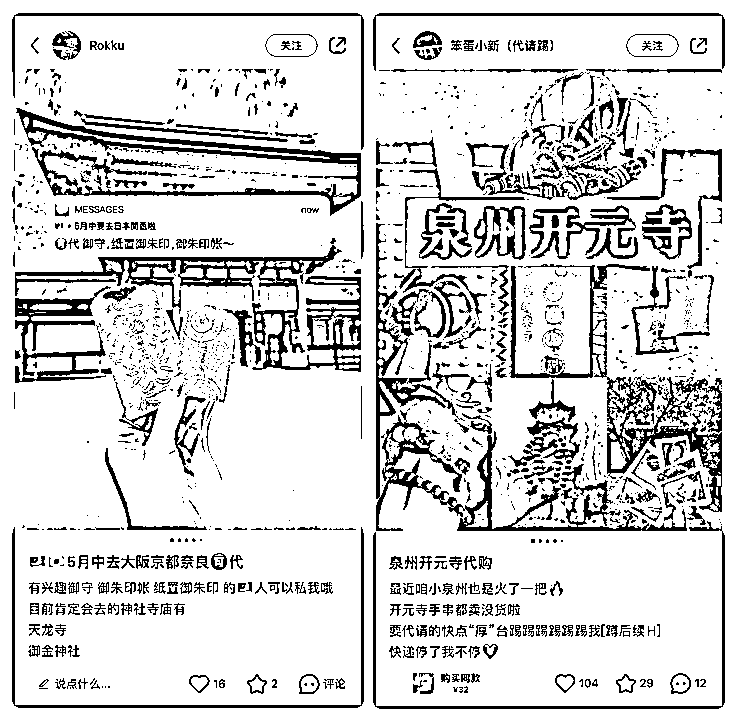 Rokku
关注
MESSAGES
now
5月中要去日本关西啦
可代 御守,纸置御朱印,御朱印帐～
5月中去大阪京都奈良可代
有兴趣御守 御朱印帐 纸置御朱印 的 人可以私我哦
目前肯定会去的神社寺庙有
天龙寺
御金神社
说点什么...
16
2
评论
笨蛋小新（代请踢）
关注
泉州开元寺
泉州开元寺代购
最近咱小泉州也是火了一把
开元寺手串都卖没货啦
要代请的快点“厚”台踢踢踢踢踢踢我[蹲后续H]
快递停了我不停
购买同款
¥32
104
29
12